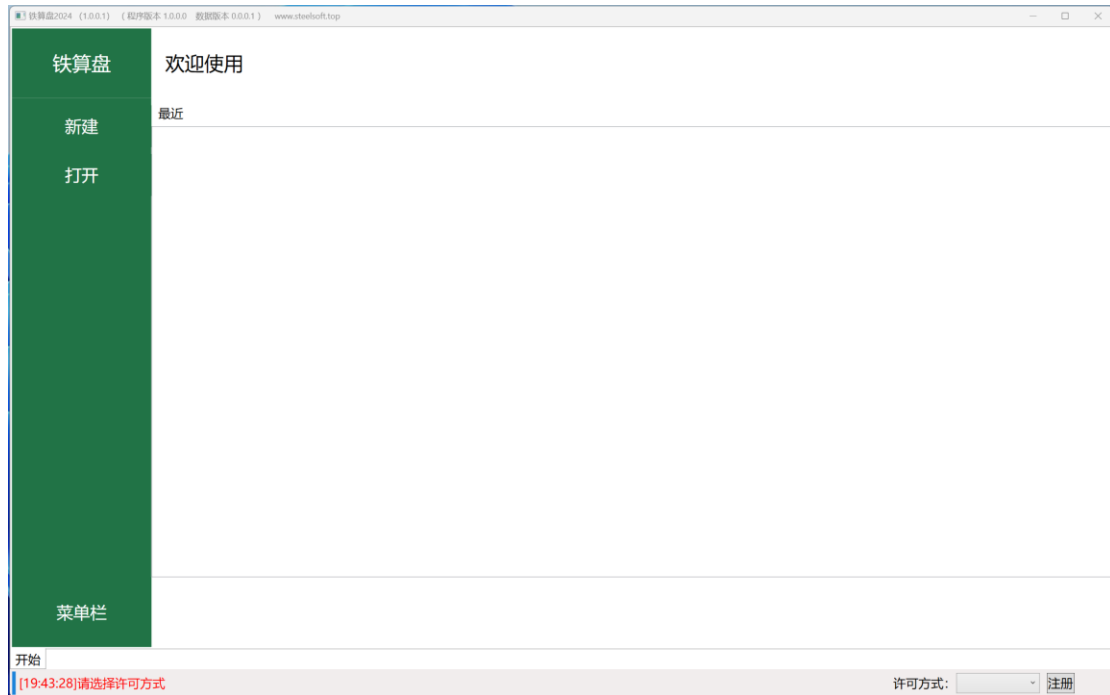 铁算盘2024 (1.0.0.1) (程序版本 1.0.0.0 数据版本 0.0.0.1) www.steelsoft.top
铁算盘
欢迎使用
最近
新建
打开
菜单栏
开始
[19:43:28]请选择许可方式
许可方式:
注册